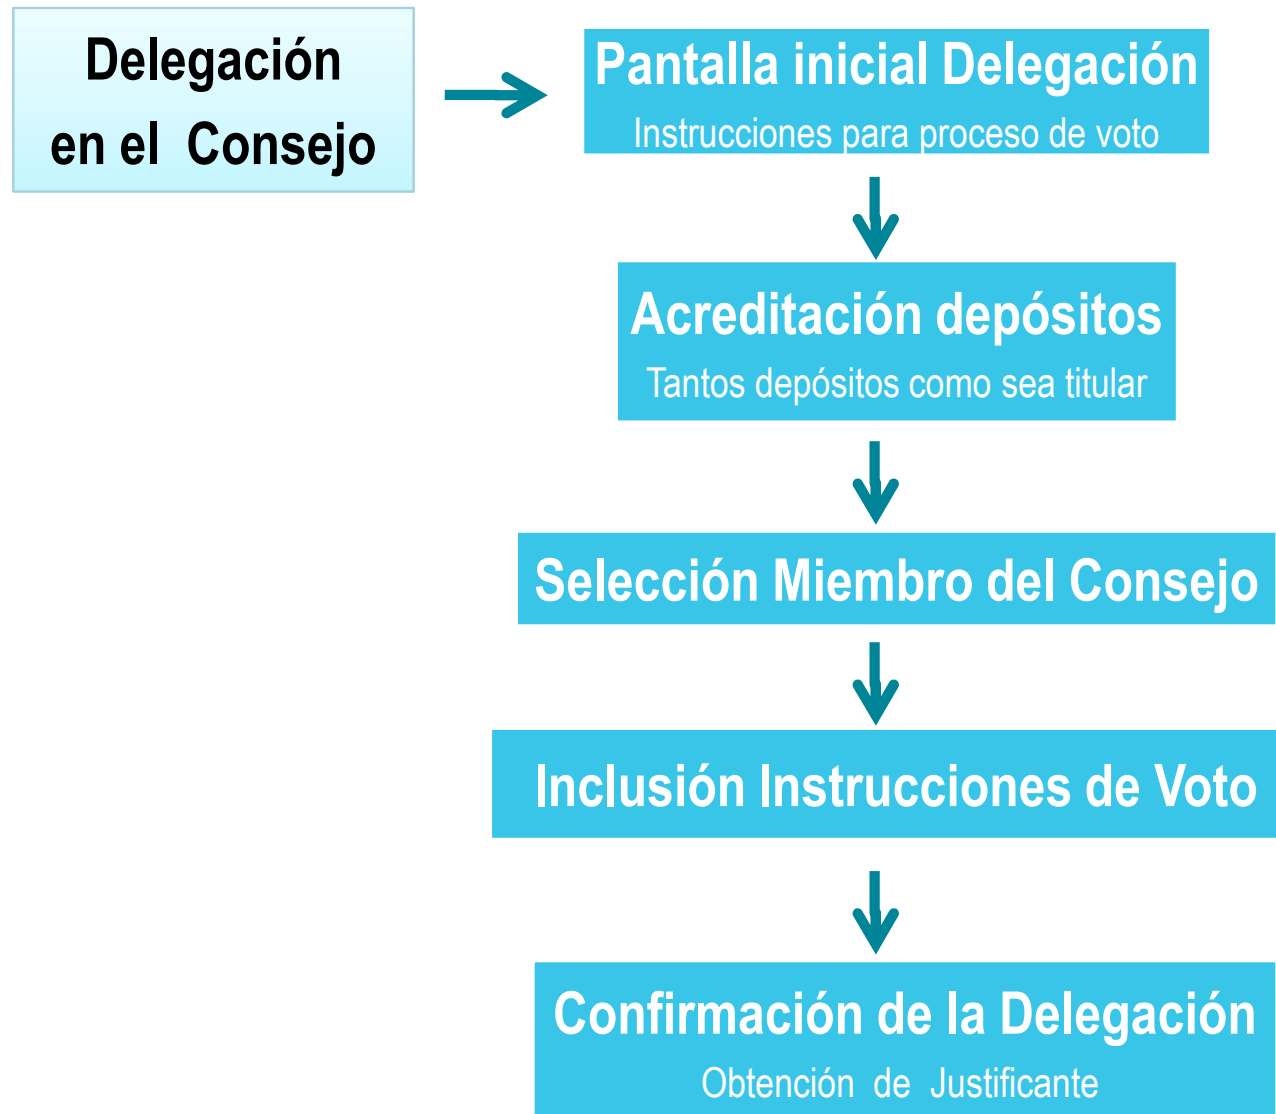 Delegación
en el Consejo
Pantalla inicial Delegación
Instrucciones para proceso de voto
Acreditación depósitos
Tantos depósitos como sea titular
Selección Miembro del Consejo
Inclusión Instrucciones de Voto
Confirmación de la Delegación
Obtención de Justificante